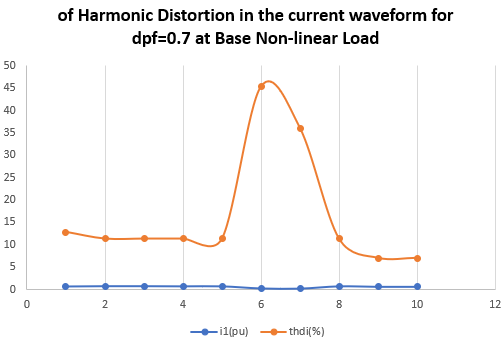 of Harmonic Distortion in the current waveform for
dpf=0.7 at Base Non-linear Load
50
45
40
35
30
25
20
15
10
5
0
0 2 4 6 8 10 12
i1(pu) thdi(%)